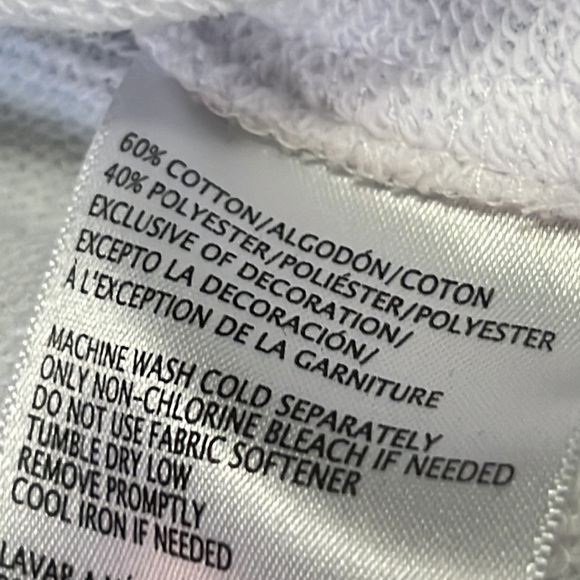 60% COTTON/ALGODÓN/COTON
40% POLYESTER/POLIÉSTER/POLYESTER
EXCLUSIVE OF DECORATION/
EXCEPTO LA DECORACIÓN/
À L'EXCEPTION DE LA GARNITURE
MACHINE WASH COLD SEPARATELY
ONLY NON-CHLORINE BLEACH IF NEEDED
DO NOT USE FABRIC SOFTENER
TUMBLE DRY LOW
REMOVE PROMPTLY
COOL IRON IF NEEDED
LAVAR A